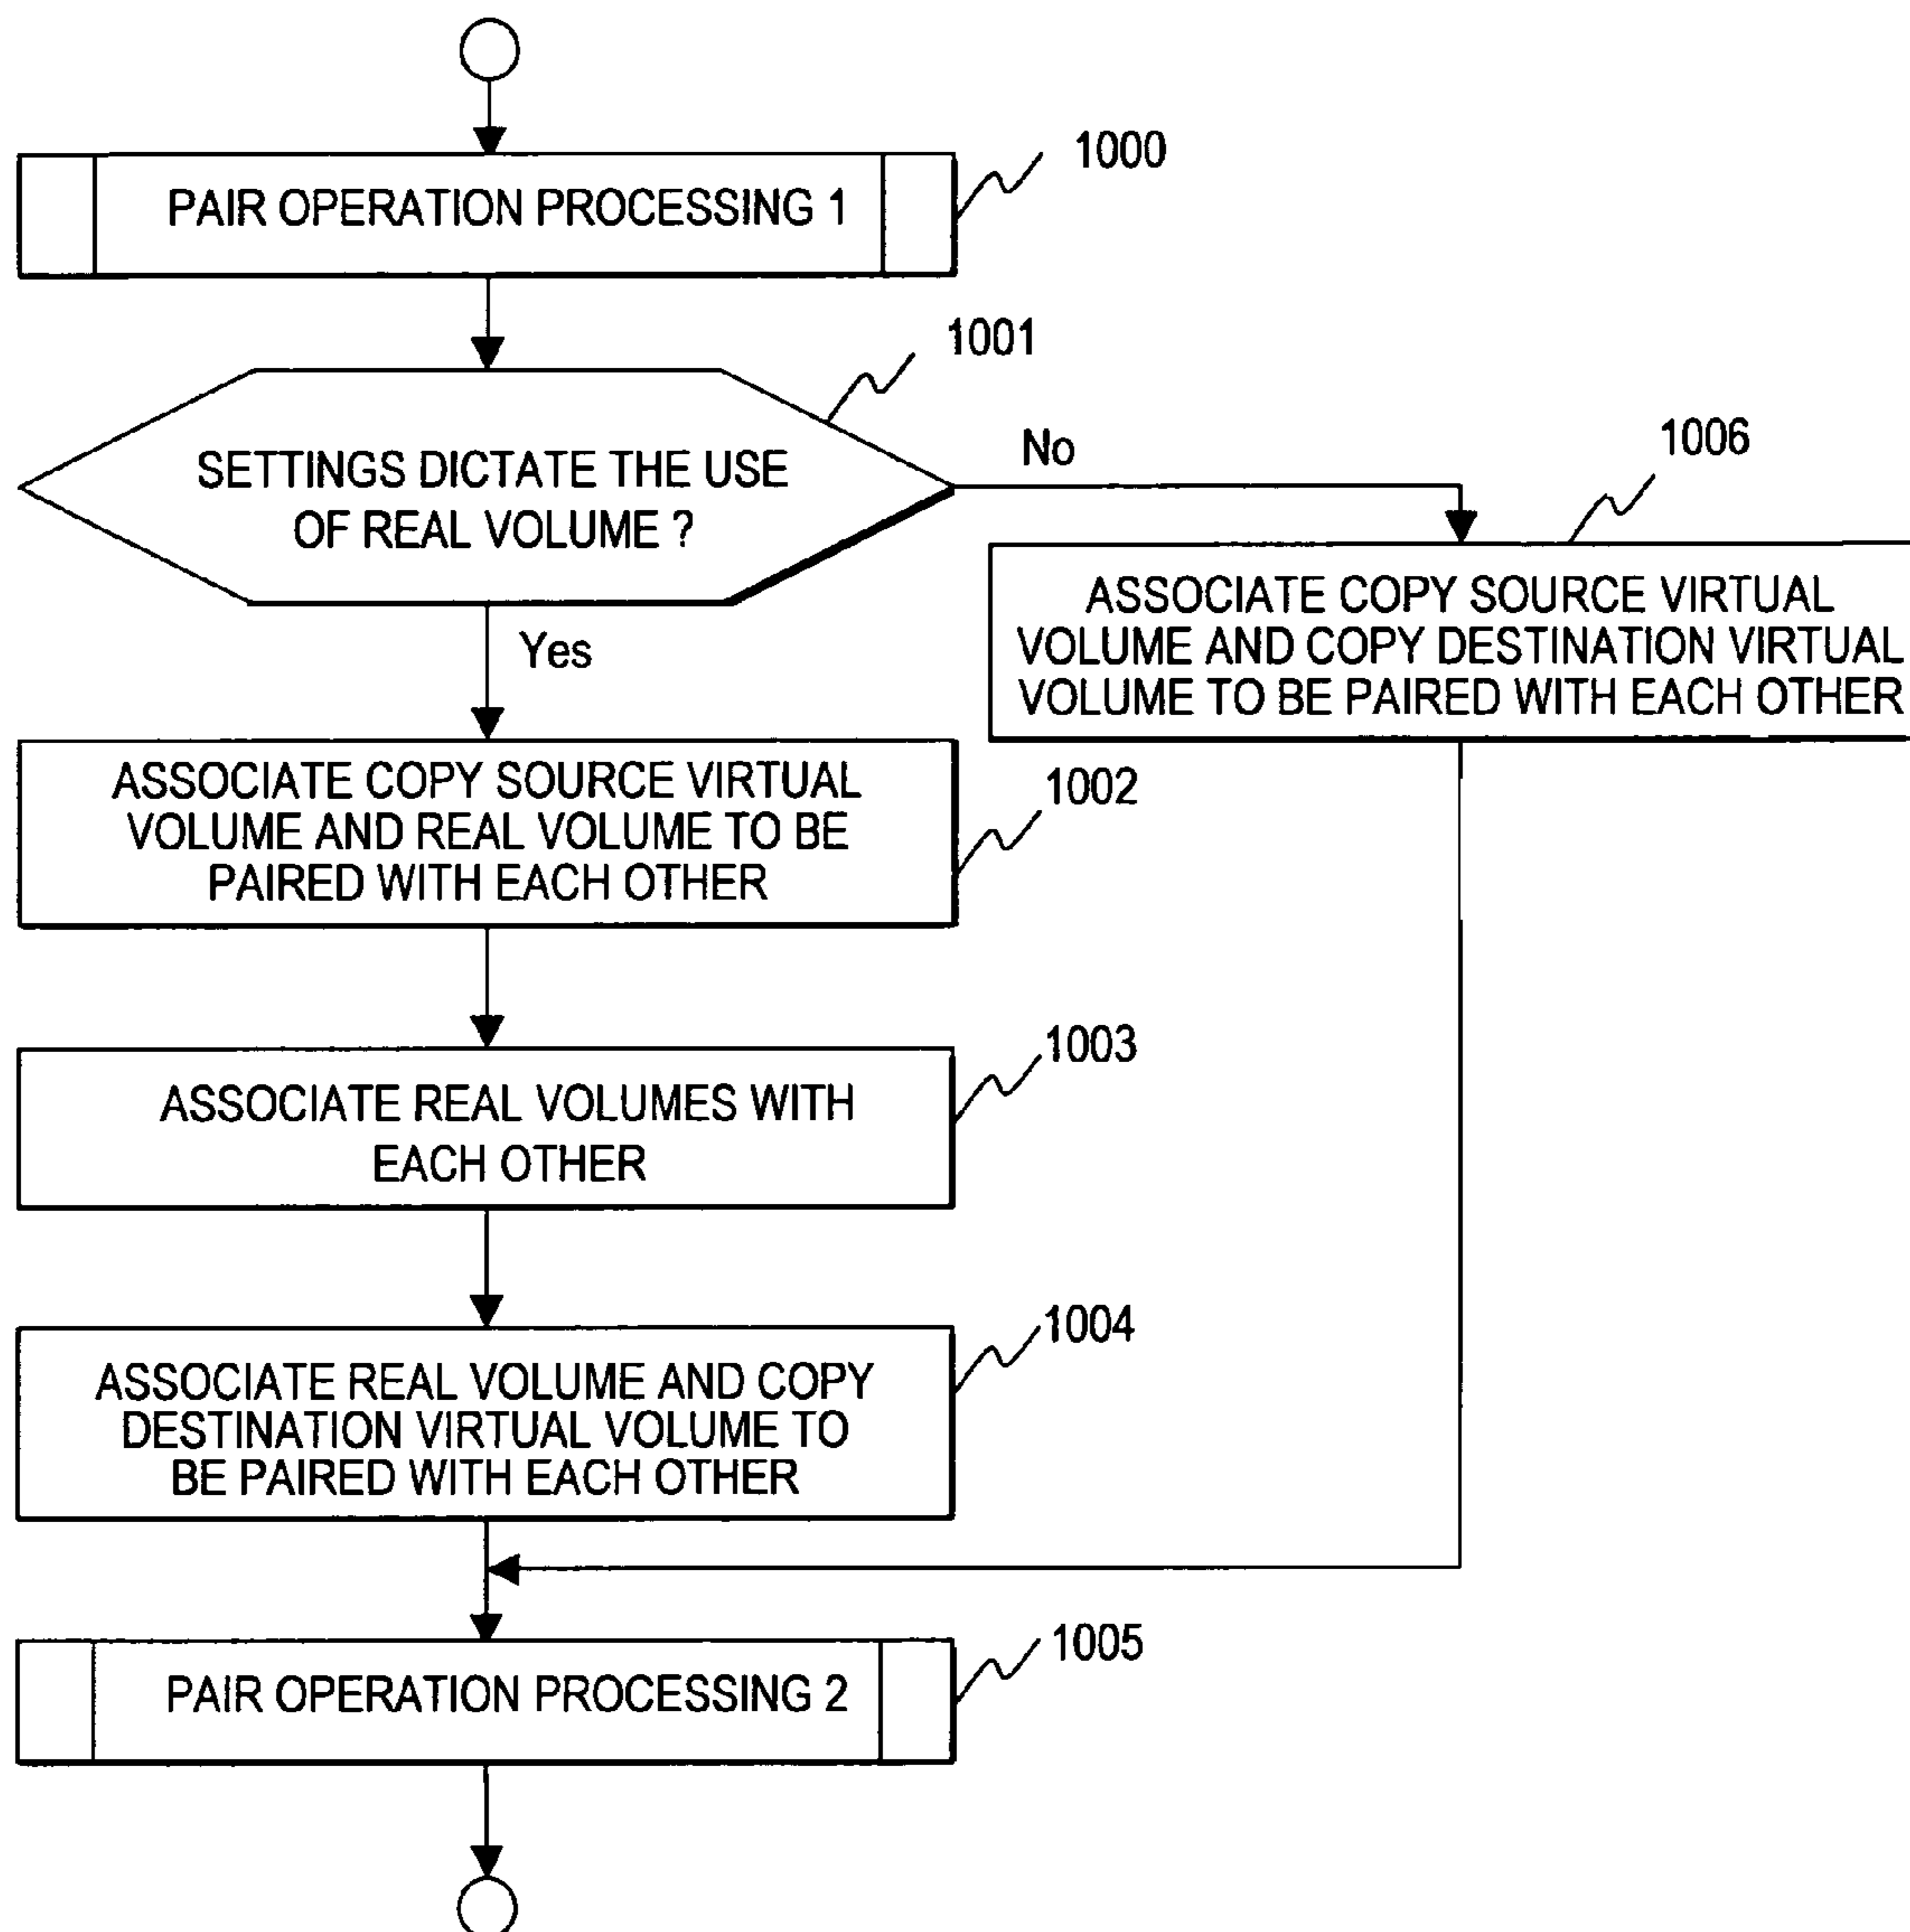 1000
PAIR OPERATION PROCESSING 1
1001
SETTINGS DICTATE THE USE
OF REAL VOLUME ?
No
Yes
1006
ASSOCIATE COPY SOURCE VIRTUAL
VOLUME AND COPY DESTINATION VIRTUAL
VOLUME TO BE PAIRED WITH EACH OTHER
1002
ASSOCIATE COPY SOURCE VIRTUAL
VOLUME AND REAL VOLUME TO BE
PAIRED WITH EACH OTHER
1003
ASSOCIATE REAL VOLUMES WITH
EACH OTHER
1004
ASSOCIATE REAL VOLUME AND COPY
DESTINATION VIRTUAL VOLUME TO
BE PAIRED WITH EACH OTHER
1005
PAIR OPERATION PROCESSING 2